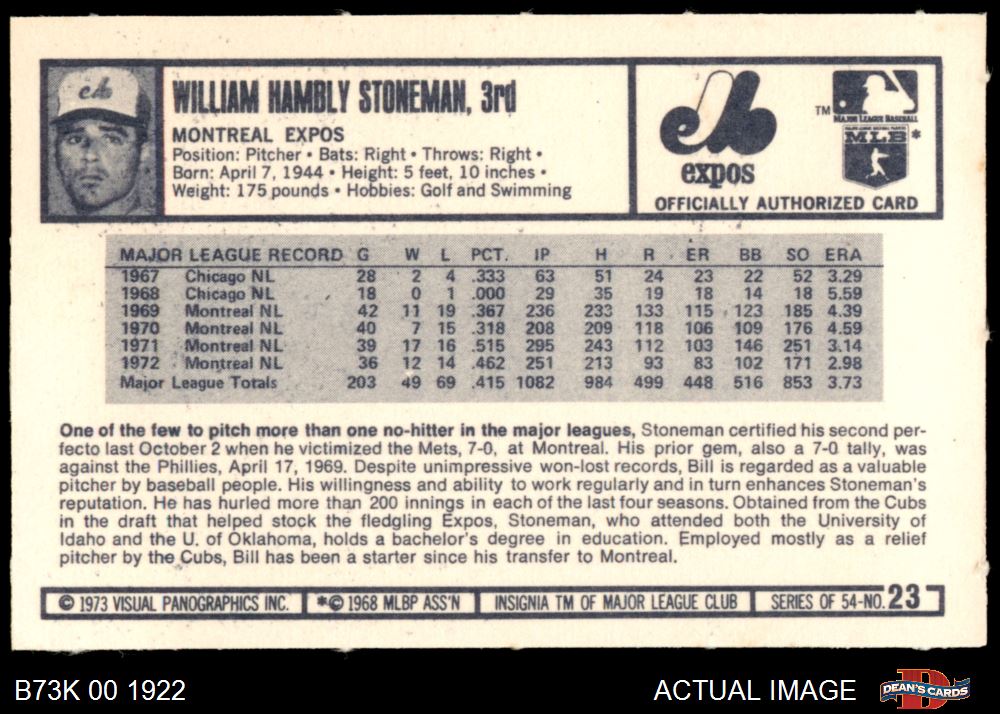 eb
WILLIAM HAMBLY STONEMAN, 3rd
MONTREAL EXPOS
Position: Pitcher • Bats: Right • Throws: Right •
Born: April 7, 1944 • Height: 5 feet, 10 inches •
Weight: 175 pounds • Hobbies: Golf and Swimming
eb
expos
TM
MAJOR LEAGUE BASEBALL
MLB *
OFFICIALLY AUTHORIZED CARD
MAJOR LEAGUE RECORD G W L PCT. IP H R ER BB SO ERA
1967 Chicago NL 28 2 4 .333 63 51 24 23 22 52 3.29
1968 Chicago NL 18 0 1 .000 29 35 19 18 14 18 5.59
1969 Montreal NL 42 11 19 .367 236 233 133 115 123 185 4.39
1970 Montreal NL 40 7 15 .318 208 209 118 106 109 176 4.59
1971 Montreal NL 39 17 16 .515 295 243 112 103 146 251 3.14
1972 Montreal NL 36 12 14 .462 251 213 93 83 102 171 2.98
Major League Totals 203 49 69 .415 1082 984 499 448 516 853 3.73
One of the few to pitch more than one no-hitter in the major leagues, Stoneman certified his second per-
fecto last October 2 when he victimized the Mets, 7-0, at Montreal. His prior gem, also a 7-0 tally, was
against the Phillies, April 17, 1969. Despite unimpressive won-lost records, Bill is regarded as a valuable
pitcher by baseball people. His willingness and ability to work regularly and in turn enhances Stoneman's
reputation. He has hurled more than 200 innings in each of the last four seasons. Obtained from the Cubs
in the draft that helped stock the fledgling Expos, Stoneman, who attended both the University of
Idaho and the U. of Oklahoma, holds a bachelor's degree in education. Employed mostly as a relief
pitcher by the Cubs, Bill has been a starter since his transfer to Montreal.
© 1973 VISUAL PANOGRAPHICS INC. *© 1968 MLBP ASS'N INSIGNIA TM OF MAJOR LEAGUE CLUB SERIES OF 54-NO. 23
B73K 00 1922
ACTUAL IMAGE
DEAN'S CARDS